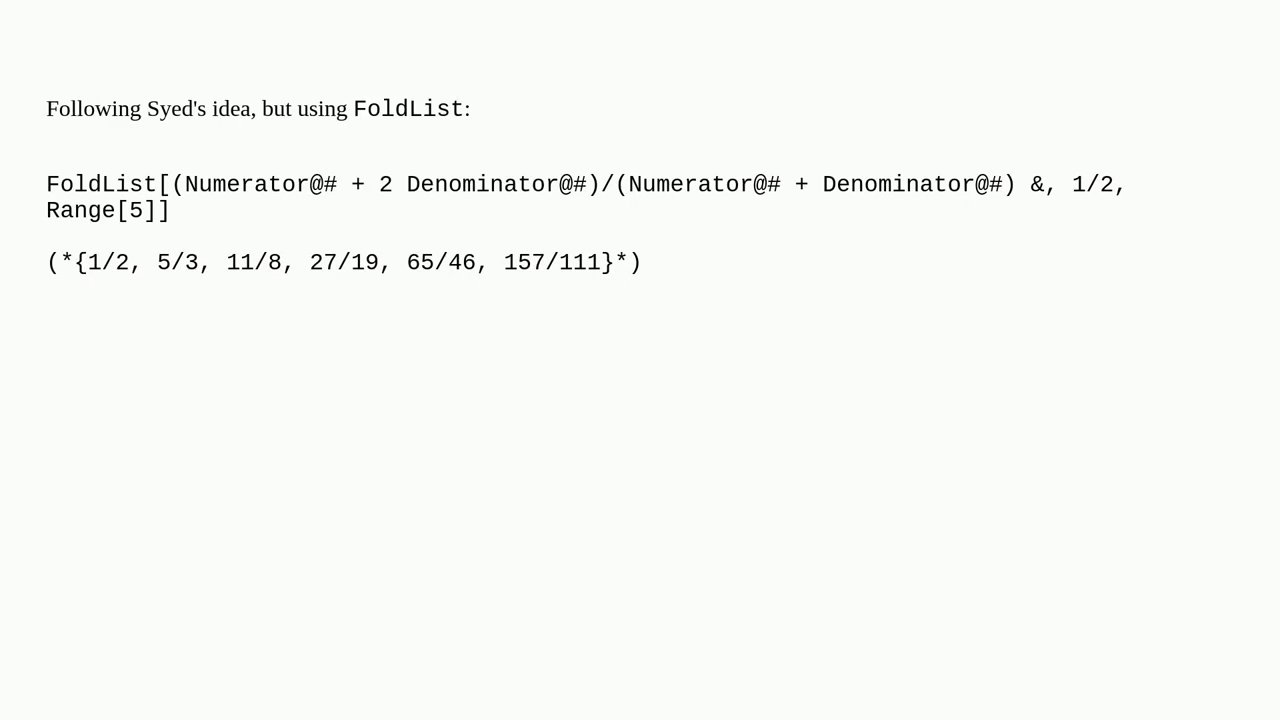 Following Syed's idea, but using FoldList:
FoldList[(Numerator@# + 2 Denominator@#)/(Numerator@# + Denominator@#) &, 1/2,
Range[5]]
(*{1/2, 5/3, 11/8, 27/19, 65/46, 157/111}*)